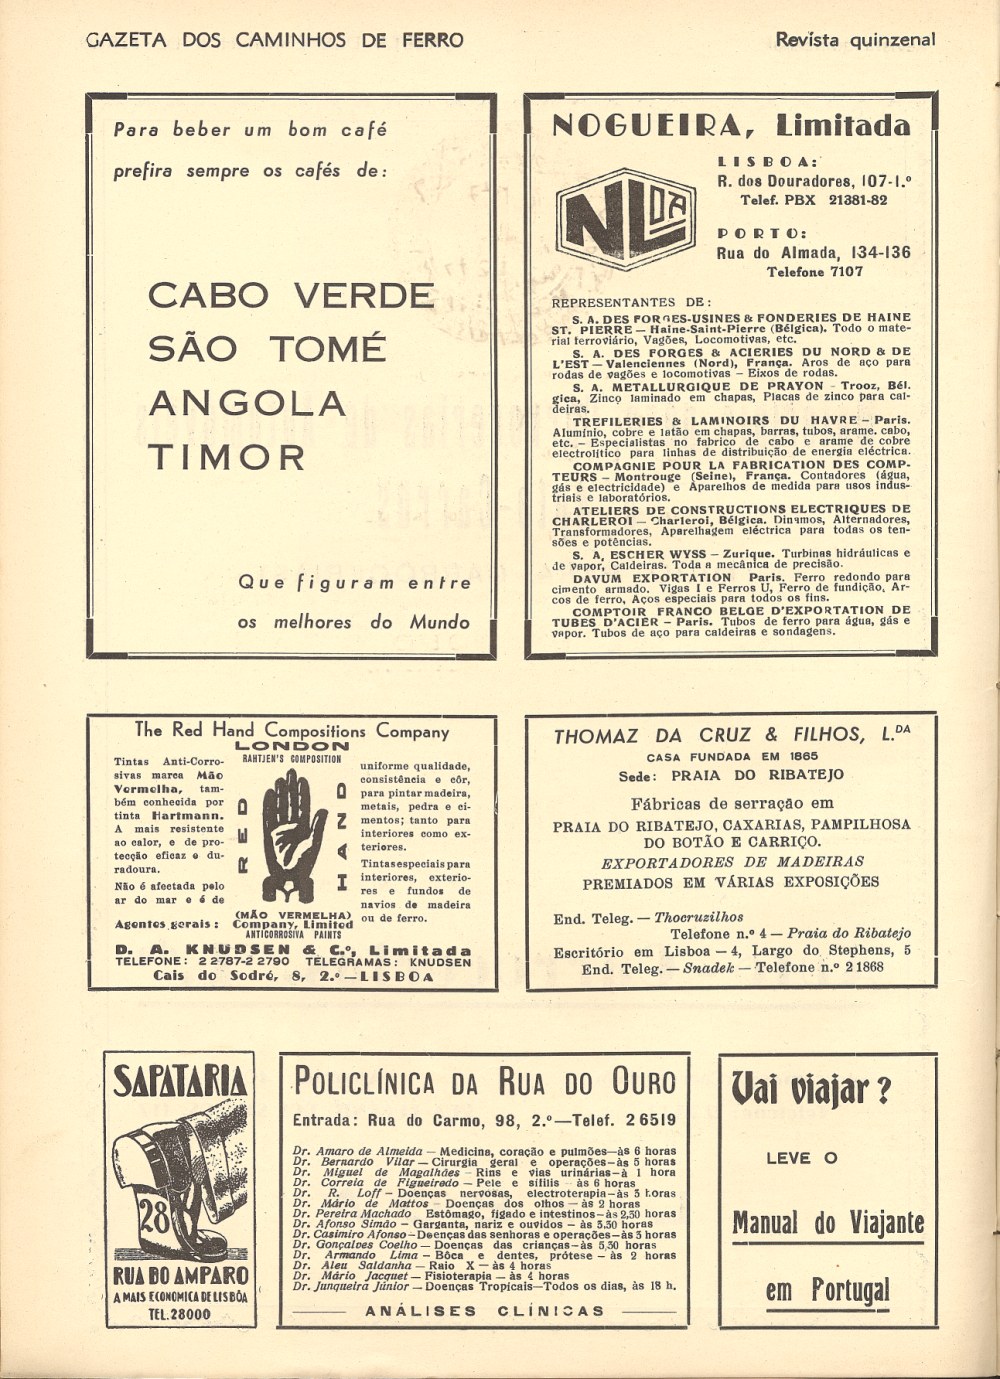 GAZETA DOS CAMINHOS DE FERRO
Revista quinzenal
Para beber um bom café
prefira sempre os cafés de:
CABO VERDE
SÃO TOMÉ
ANGOLA
TIMOR
Que figuram entre
os melhores do Mundo
NOGUEIRA, Limitada
NL DA
LISBOA:
R. dos Douradores, 107-1.º
Telef. PBX 21381-82
PORTO:
Rua do Almada, 134-136
Telefone 7107
REPRESENTANTES DE:
S. A. DES FORGES-USINES & FONDERIES DE HAINE
ST. PIERRE — Haine-Saint-Pierre (Bélgica). Todo o mate-
rial ferroviário, Vagões, Locomotivas, etc.
S. A. DES FORGES & ACIERIES DU NORD & DE
L'EST — Valenciennes (Nord), França. Aros de aço para
rodas de vagões e locomotivas — Eixos de rodas.
S. A. METALLURGIQUE DE PRAYON - Trooz, Bél.
gica, Zinco laminado em chapas, Placas de zinco para cal-
deiras.
TREFILERIES & LAMINOIRS DU HAVRE — Paris.
Alumínio, cobre e latão em chapas, barras, tubos, arame, cabo,
etc. — Especialistas no fabrico de cabo e arame de cobre
electrolítico para linhas de distribuição de energia eléctrica.
COMPAGNIE POUR LA FABRICATION DES COMP-
TEURS — Montrouge (Seine), França. Contadores (água,
gás e electricidade) e Aparelhos de medida para usos indus-
triais e laboratórios.
ATELIERS DE CONSTRUCTIONS ELECTRIQUES DE
CHARLEROI — Charleroi, Bélgica. Dínamos, Alternadores,
Transformadores, Aparelhagem eléctrica para todas os ten-
sões e potências.
S. A. ESCHER WYSS — Zurique. Turbinas hidráulicas e
de vapor, Caldeiras. Toda a mecânica de precisão.
DAVUM EXPORTATION Paris. Ferro redondo para
cimento armado. Vigas I e Ferros U, Ferro de fundição, Ar-
cos de ferro, Aços especiais para todos os fins.
COMPTOIR FRANCO BELGE D'EXPORTATION DE
TUBES D'ACIER — Paris. Tubos de ferro para água, gás e
vapor. Tubos de aço para caldeiras e sondagens.
The Red Hand Compositions Company
LONDON
RAHTJEN'S COMPOSITION
Tintas Anti-Corro-
sivas marca Mão
Vermelha, tam-
bém conhecida por
tinta Hartmann.
A mais resistente
ao calor, e de pro-
tecção eficaz e du-
radoura.
Não é afectada pelo
ar do mar e é de
RED
HAND
uniforme qualidade,
consistência e côr,
para pintar madeira,
metais, pedra e ci-
mentos; tanto para
interiores como ex-
teriores.
Tintas especiais para
interiores, exterio-
res e fundos de
navios de madeira
ou de ferro.
(MÃO VERMELHA)
Agentes gerais: Company, Limited
ANTICORROSIVA PAINTS
D. A. KNUDSEN & C.º, Limitada
TELEFONE: 2 2787-2 2790 TELEGRAMAS: KNUDSEN
Cais do Sodré, 8, 2.º — LISBOA
THOMAZ DA CRUZ & FILHOS, L.DA
CASA FUNDADA EM 1865
Sede: PRAIA DO RIBATEJO
Fábricas de serração em
PRAIA DO RIBATEJO, CAXARIAS, PAMPILHOSA
DO BOTÃO E CARRIÇO.
EXPORTADORES DE MADEIRAS
PREMIADOS EM VÁRIAS EXPOSIÇÕES
End. Teleg. — Thocruzilhos
Telefone n.º 4 — Praia do Ribatejo
Escritório em Lisboa — 4, Largo do Stephens, 5
End. Teleg. — Snadek — Telefone n.º 2 1868
SAPATARIA
28
RUA DO AMPARO
A MAIS ECONOMICA DE LISBÔA
TEL. 28000
POLICLÍNICA DA RUA DO OURO
Entrada: Rua do Carmo, 98, 2.º — Telef. 2 6519
Dr. Amaro de Almeida — Medicina, coração e pulmões — às 6 horas
Dr. Bernardo Vilar — Cirurgia geral e operações — às 5 horas
Dr. Miguel de Magalhães - Rins e vias urinárias — à 1 hora
Dr. Correia de Figueiredo - Pele e sífilis — às 6 horas
Dr. R. Loff — Doenças nervosas, electroterapia — às 3 horas
Dr. Mário de Mattos - Doenças dos olhos — às 2 horas
Dr. Pereira Machado Estômago, fígado e intestinos — às 2,30 horas
Dr. Afonso Simão — Garganta, nariz e ouvidos — às 3,30 horas
Dr. Casimiro Afonso — Doenças das senhoras e operações — às 3 horas
Dr. Gonçalves Coelho — Doenças das crianças — às 5,30 horas
Dr. Armando Lima — Bôca e dentes, prótese — às 2 horas
Dr. Aleu Saldanha — Raio X — às 4 horas
Dr. Mário Jacquet — Fisioterapia — às 4 horas
Dr. Junqueira Júnior — Doenças Tropicais — Todos os dias, às 18 h.
ANÁLISES CLÍNICAS
Vai viajar?
LEVE O
Manual do Viajante
em Portugal